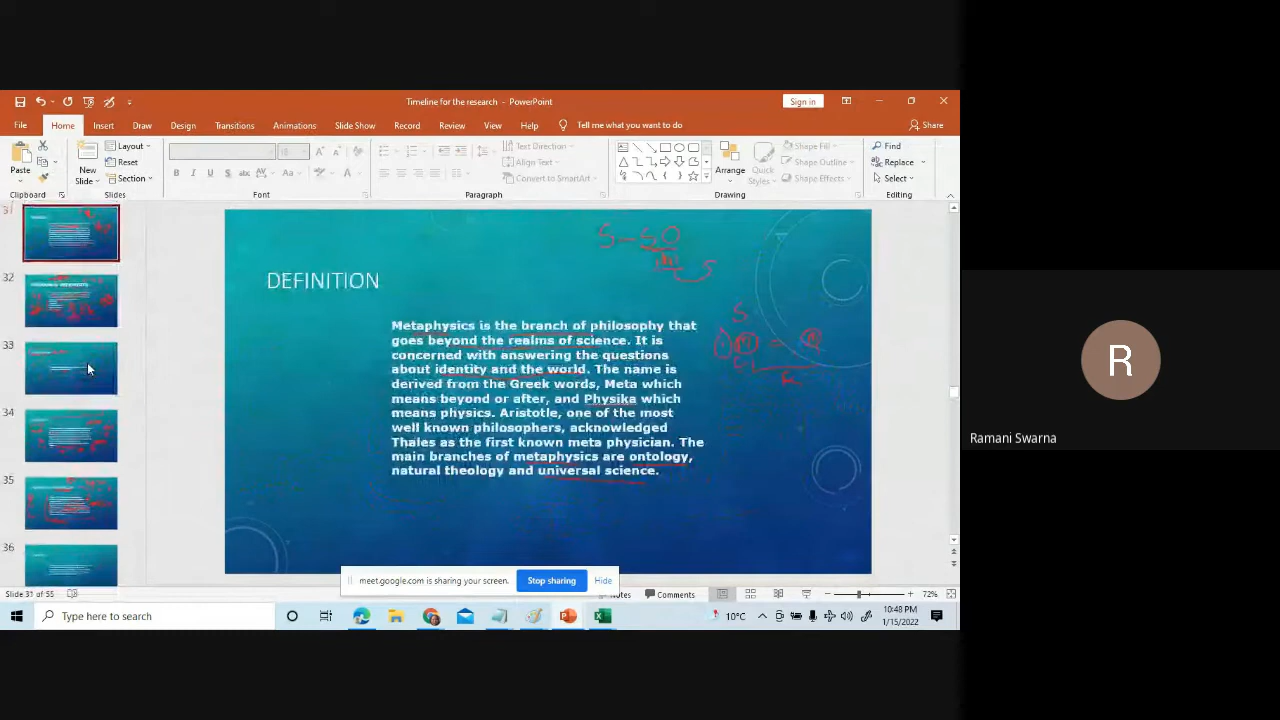 Timeline for the research - PowerPoint
Sign in
File Home Insert Draw Design Transitions Animations Slide Show Record Review View Help Tell me what you want to do Share
Paste
Clipboard
New Slide
Layout
Reset
Section
Slides
B I U S abc AV Aa A
Font
Paragraph
Text Direction
Align Text
Convert to SmartArt
Arrange
Quick Styles
Shape Fill
Shape Outline
Shape Effects
Drawing
Find
Replace
Select
Editing
31
32
33
34
35
36
DEFINITION
Metaphysics is the branch of philosophy that
goes beyond the realms of science. It is
concerned with answering the questions
about identity and the world. The name is
derived from the Greek words, Meta which
means beyond or after, and Physika which
means physics. Aristotle, one of the most
well known philosophers, acknowledged
Thales as the first known meta physician. The
main branches of metaphysics are ontology,
natural theology and universal science.
S - SO
S
S
R
R
Ramani Swarna
meet.google.com is sharing your screen. Stop sharing Hide
Slide 31 of 55
Notes Comments 72%
Type here to search
10°C
10:48 PM
1/15/2022